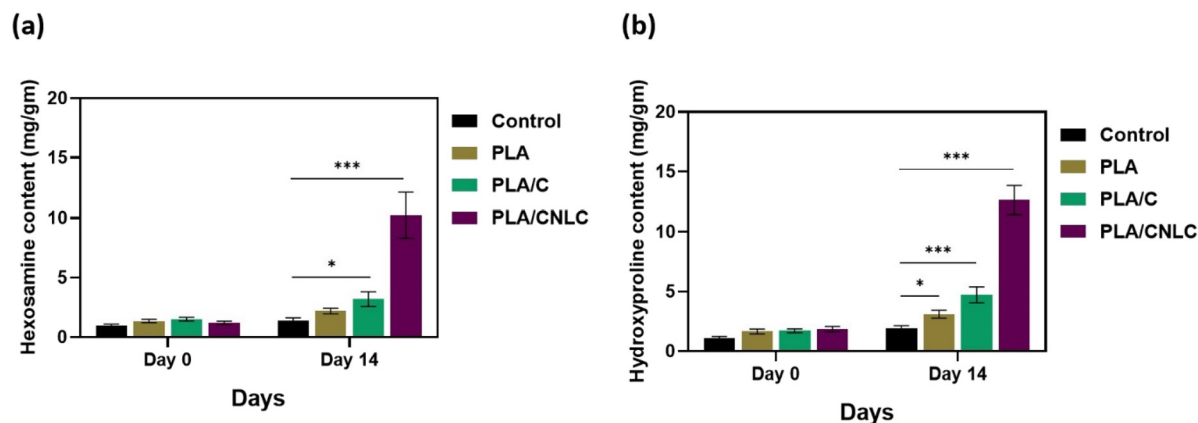 (a)
Hexosamine content (mg/gm)
20
15
10
5
0
***
*
Day 0
Day 14
Days
Control
PLA
PLA/C
PLA/CNLC
(b)
Hydroxyproline content (mg/gm)
20
15
10
5
0
***
***
*
Day 0
Day 14
Days
Control
PLA
PLA/C
PLA/CNLC